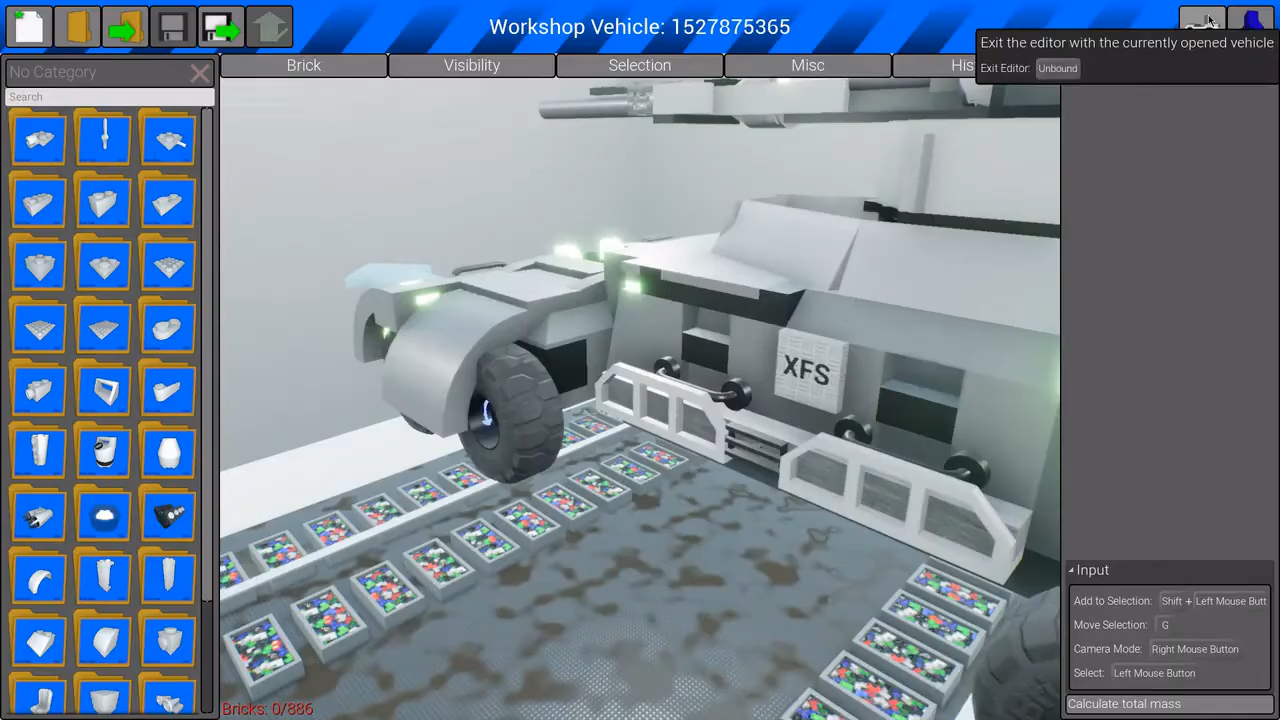 Workshop Vehicle: 1527875365
Exit the editor with the currently opened vehicle
Exit Editor: Unbound
No Category
Search
Brick
Visibility
Selection
Misc
His
XFS
Input
Add to Selection: Shift + Left Mouse Butt
Move Selection: G
Camera Mode: Right Mouse Button
Select: Left Mouse Button
Calculate total mass
Bricks: 0/886